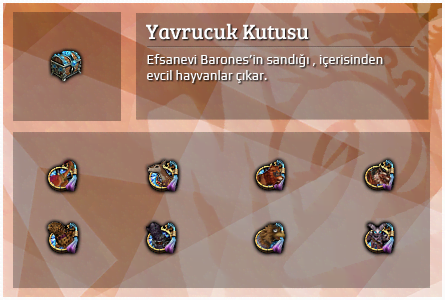 Yavrucuk Kutusu
Efsanevi Barones'in sandığı , içerisinden
evcil hayvanlar çıkar.